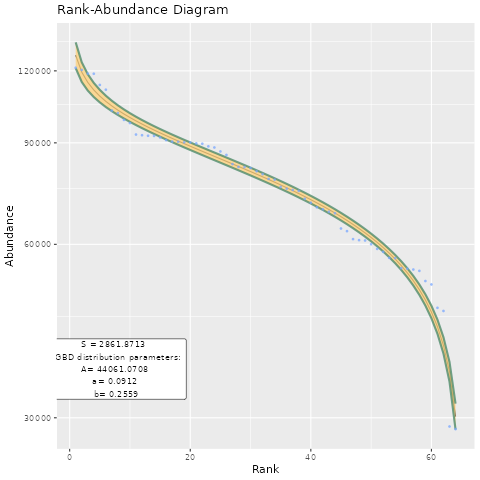 Rank-Abundance Diagram
120000
90000
60000
30000
Abundance
S = 2861.8713
GBD distribution parameters:
A= 44061.0708
a= 0.0912
b= 0.2559
0
20
40
60
Rank